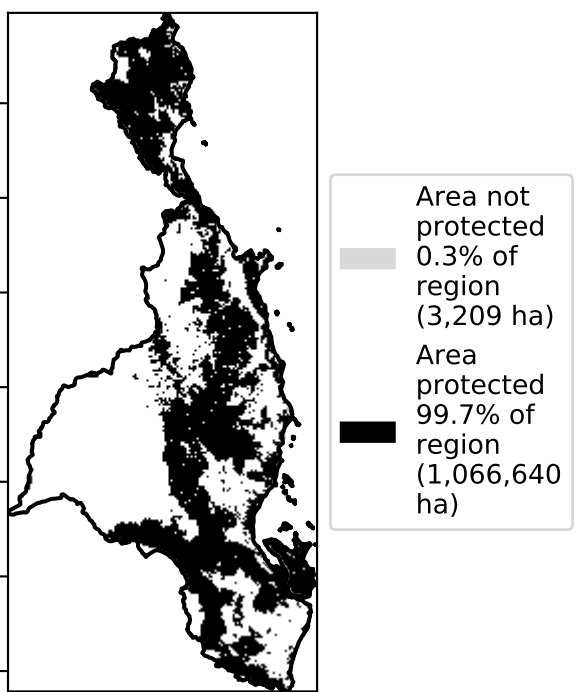 Area not
protected
0.3% of
region
(3,209 ha)
Area
protected
99.7% of
region
(1,066,640
ha)